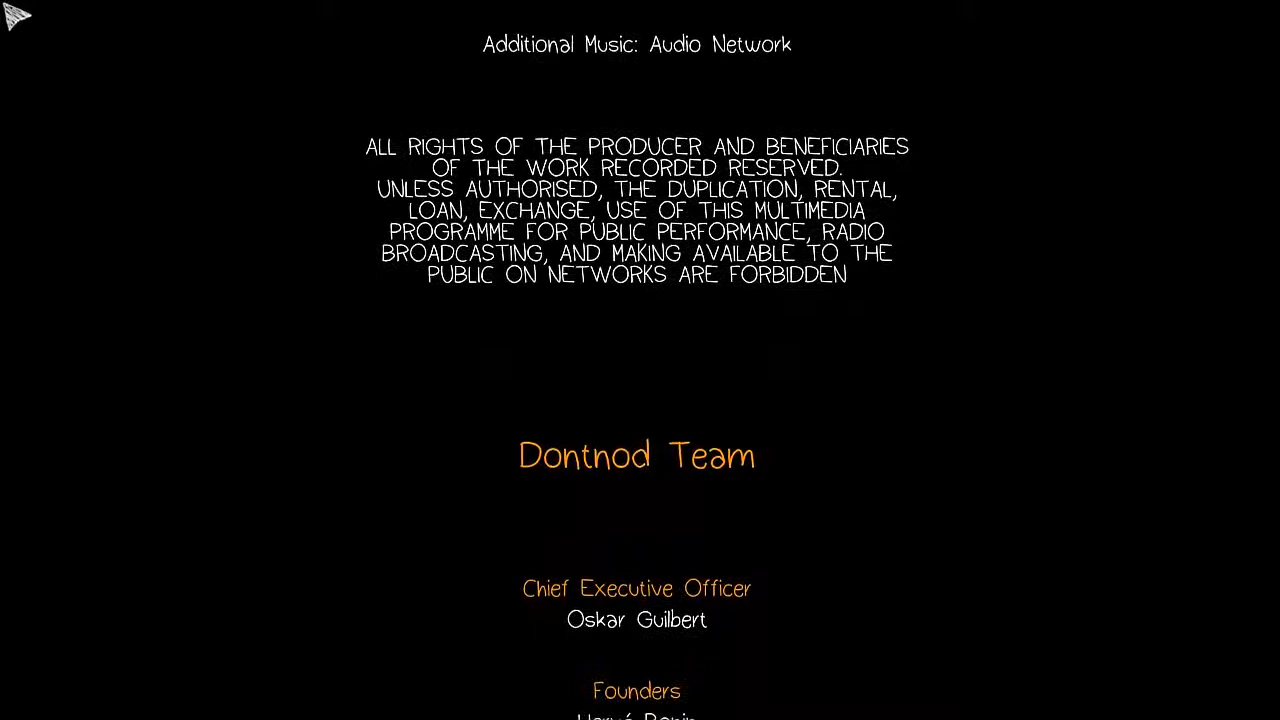 Additional Music: Audio Network
ALL RIGHTS OF THE PRODUCER AND BENEFICIARIES
OF THE WORK RECORDED RESERVED.
UNLESS AUTHORISED, THE DUPLICATION, RENTAL,
LOAN, EXCHANGE, USE OF THIS MULTIMEDIA
PROGRAMME FOR PUBLIC PERFORMANCE, RADIO
BROADCASTING, AND MAKING AVAILABLE TO THE
PUBLIC ON NETWORKS ARE FORBIDDEN
Dontnod Team
Chief Executive Officer
Oskar Guilbert
Founders